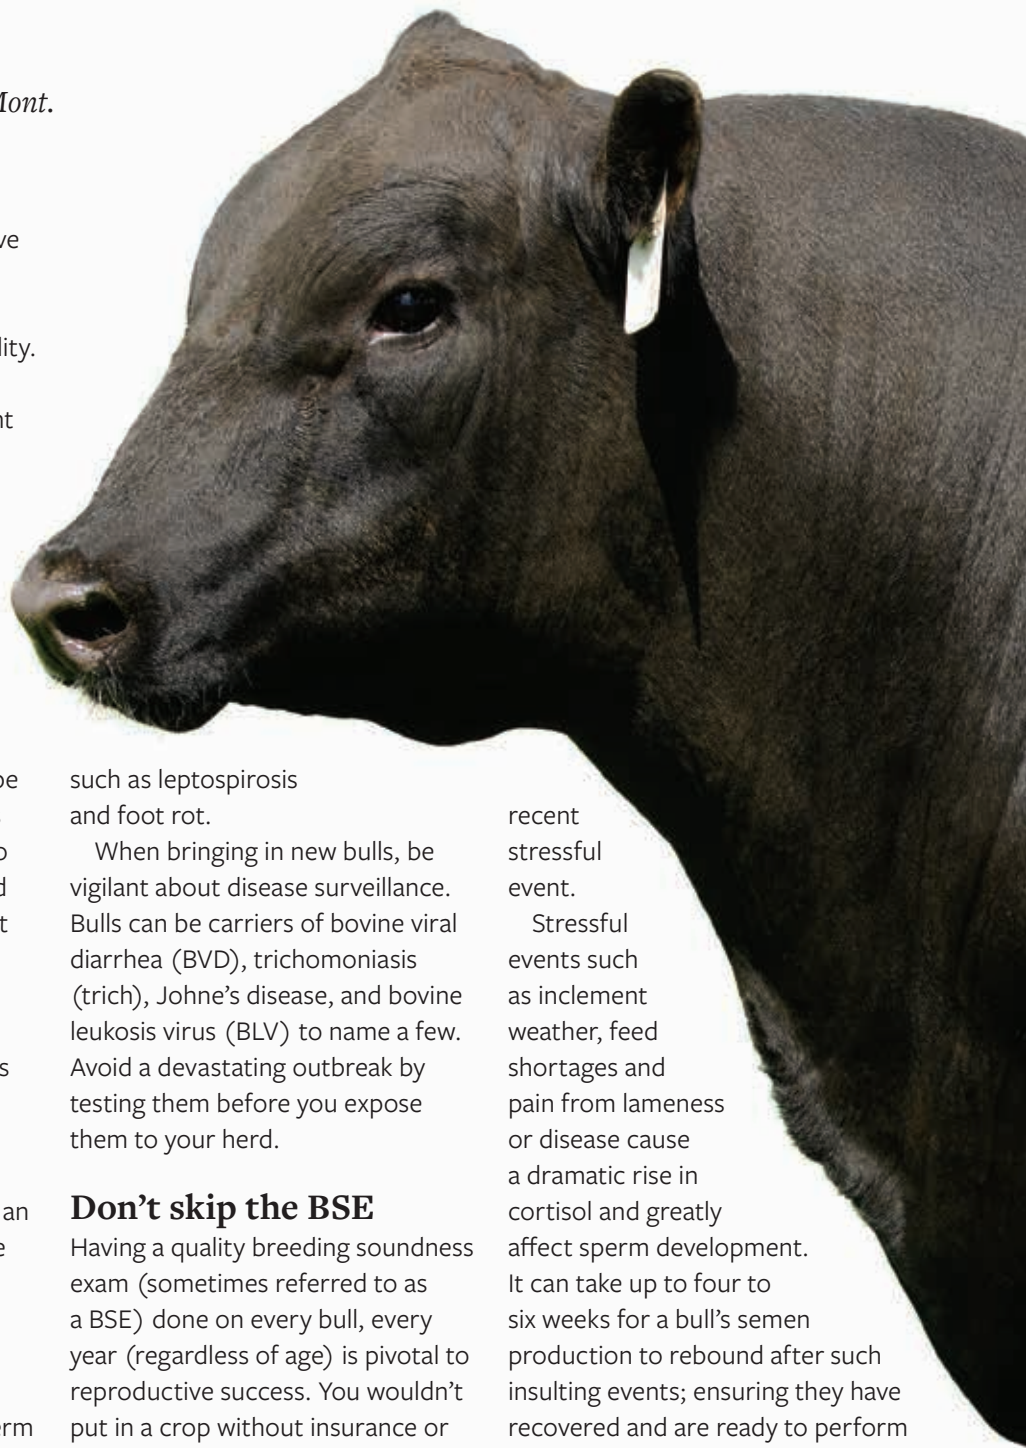 Mont.
ve
lity.
nt
be
o
d
t
s
an
e
erm
such as leptospirosis
and foot rot.
When bringing in new bulls, be
vigilant about disease surveillance.
Bulls can be carriers of bovine viral
diarrhea (BVD), trichomoniasis
(trich), Johne’s disease, and bovine
leukosis virus (BLV) to name a few.
Avoid a devastating outbreak by
testing them before you expose
them to your herd.
Don’t skip the BSE
Having a quality breeding soundness
exam (sometimes referred to as
a BSE) done on every bull, every
year (regardless of age) is pivotal to
reproductive success. You wouldn’t
put in a crop without insurance or
recent
stressful
event.
Stressful
events such
as inclement
weather, feed
shortages and
pain from lameness
or disease cause
a dramatic rise in
cortisol and greatly
affect sperm development.
It can take up to four to
six weeks for a bull’s semen
production to rebound after such
insulting events; ensuring they have
recovered and are ready to perform